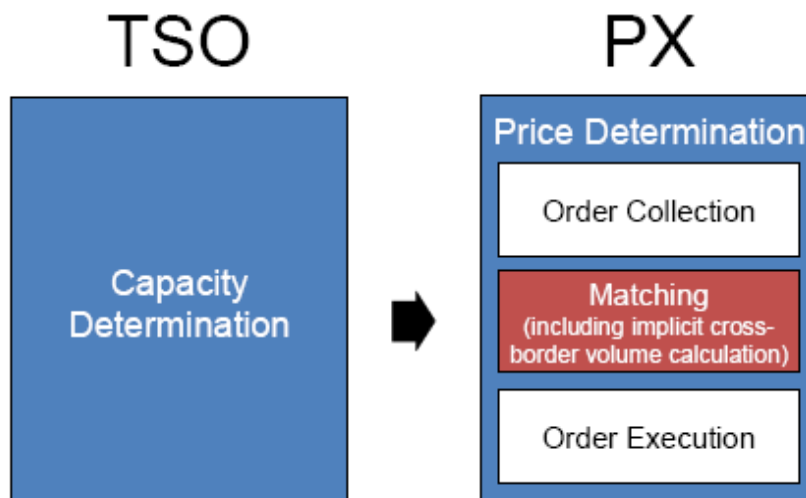 TSO
PX
Capacity
Determination
Price Determination
Order Collection
Matching
(including implicit cross-
border volume calculation)
Order Execution